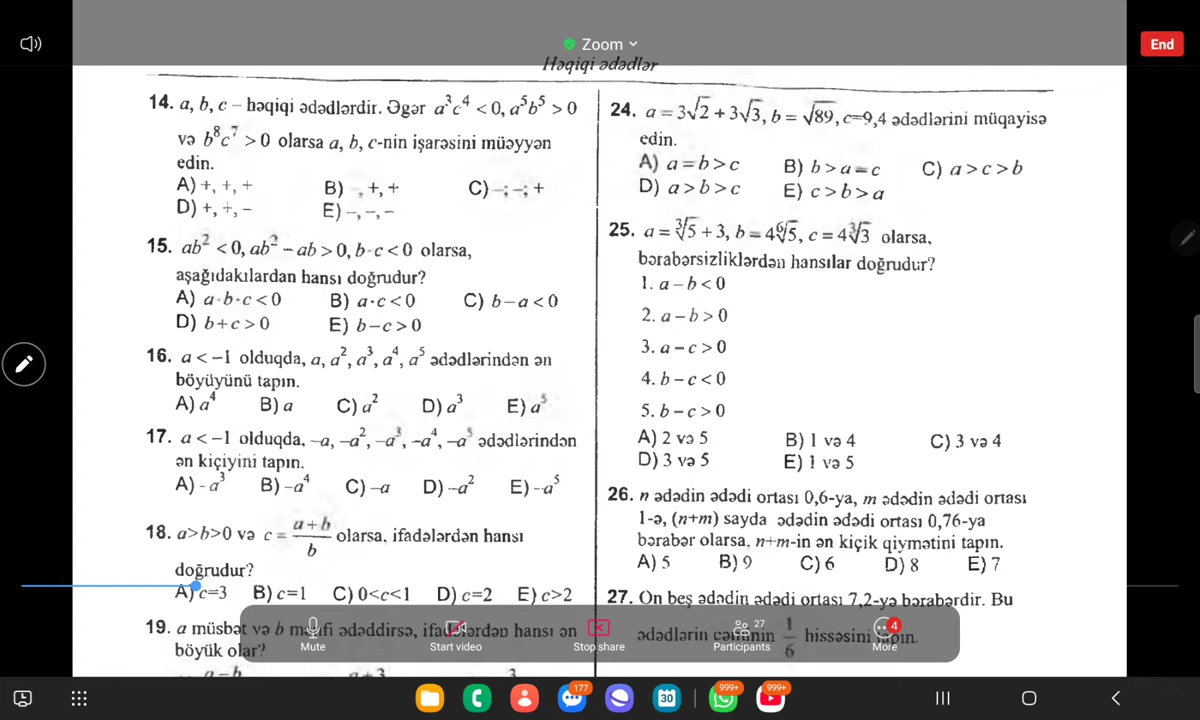 Zoom
End
Həqiqi ədədlər
14. a, b, c – həqiqi ədədlərdir. Əgər a³c⁴ < 0, a⁵b⁵ > 0
və b⁸c⁷ > 0 olarsa a, b, c-nin işarəsini müəyyən
edin.
A) +, +, + B) , +, + C) –; –; +
D) +, +, – E) –, –, –
15. ab² < 0, ab² – ab > 0, b·c < 0 olarsa,
aşağıdakılardan hansı doğrudur?
A) a·b·c < 0 B) a·c < 0 C) b–a < 0
D) b+c > 0 E) b–c > 0
16. a < –1 olduqda, a, a², a³, a⁴, a⁵ ədədlərindən ən
böyüyünü tapın.
A) a⁴ B) a C) a² D) a³ E) a⁵
17. a < –1 olduqda, –a, –a², –a³, –a⁴, –a⁵ ədədlərindən
ən kiçiyini tapın.
A) –a³ B) –a⁴ C) –a D) –a² E) –a⁵
18. a>b>0 və c = (a+b)/b olarsa, ifadələrdən hansı
doğrudur?
A) c=3 B) c=1 C) 0<c<1 D) c=2 E) c>2
19. a müsbət və b mənfi ədəddirsə, ifadələrdən hansı ən
böyük olar?
24. a = 3√2 + 3√3, b = √89, c=9,4 ədədlərini müqayisə
edin.
A) a = b > c B) b > a = c C) a > c > b
D) a > b > c E) c > b > a
25. a = ∛5 + 3, b = 4⁶√5, c = 4∛3 olarsa,
bərabərsizliklərdən hansılar doğrudur?
1. a – b < 0
2. a – b > 0
3. a – c > 0
4. b – c < 0
5. b – c > 0
A) 2 və 5 B) 1 və 4 C) 3 və 4
D) 3 və 5 E) 1 və 5
26. n ədədin ədədi ortası 0,6-ya, m ədədin ədədi ortası
1-ə, (n+m) sayda ədədin ədədi ortası 0,76-ya
bərabər olarsa, n+m-in ən kiçik qiymətini tapın.
A) 5 B) 9 C) 6 D) 8 E) 7
27. On beş ədədin ədədi ortası 7,2-yə bərabərdir. Bu
ədədlərin cəminin 1/6 hissəsini tapın.
27
4
Mute Start video Stop share Participants More
177 30 999+ 999+